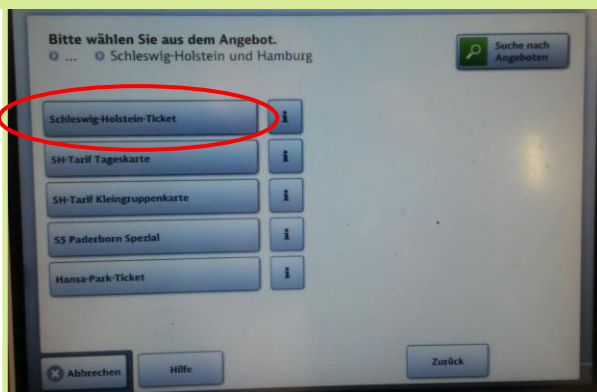 Bitte wählen Sie aus dem Angebot.
... Schleswig-Holstein und Hamburg
Suche nach
Angeboten
Schleswig-Holstein-Ticket
i
SH-Tarif Tageskarte
i
SH-Tarif Kleingruppenkarte
i
S5 Paderborn Spezial
i
Hansa-Park-Ticket
i
Abbrechen
Hilfe
Zurück